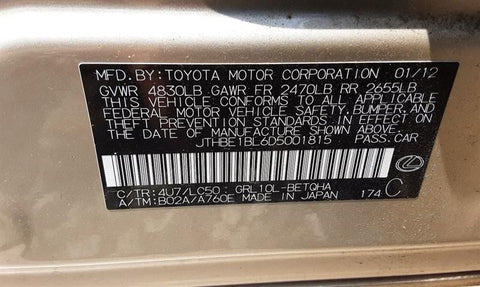 MFD.BY:TOYOTA MOTOR CORPORATION 01/12
GVWR 4830LB GAWR FR 2470LB RR 2655LB
THIS VEHICLE CONFORMS TO ALL APPLICABLE
FEDERAL MOTOR VEHICLE SAFETY, BUMPER, AND
THEFT PREVENTION STANDARDS IN EFFECT ON
THE DATE OF MANUFACTURE SHOWN ABOVE.
JTHBE1BL6D5001815 PASS.CAR
C/TR:4U7/LC50 : GRL10L-BETQHA
A/TM:B02A/A760E MADE IN JAPAN 174 C